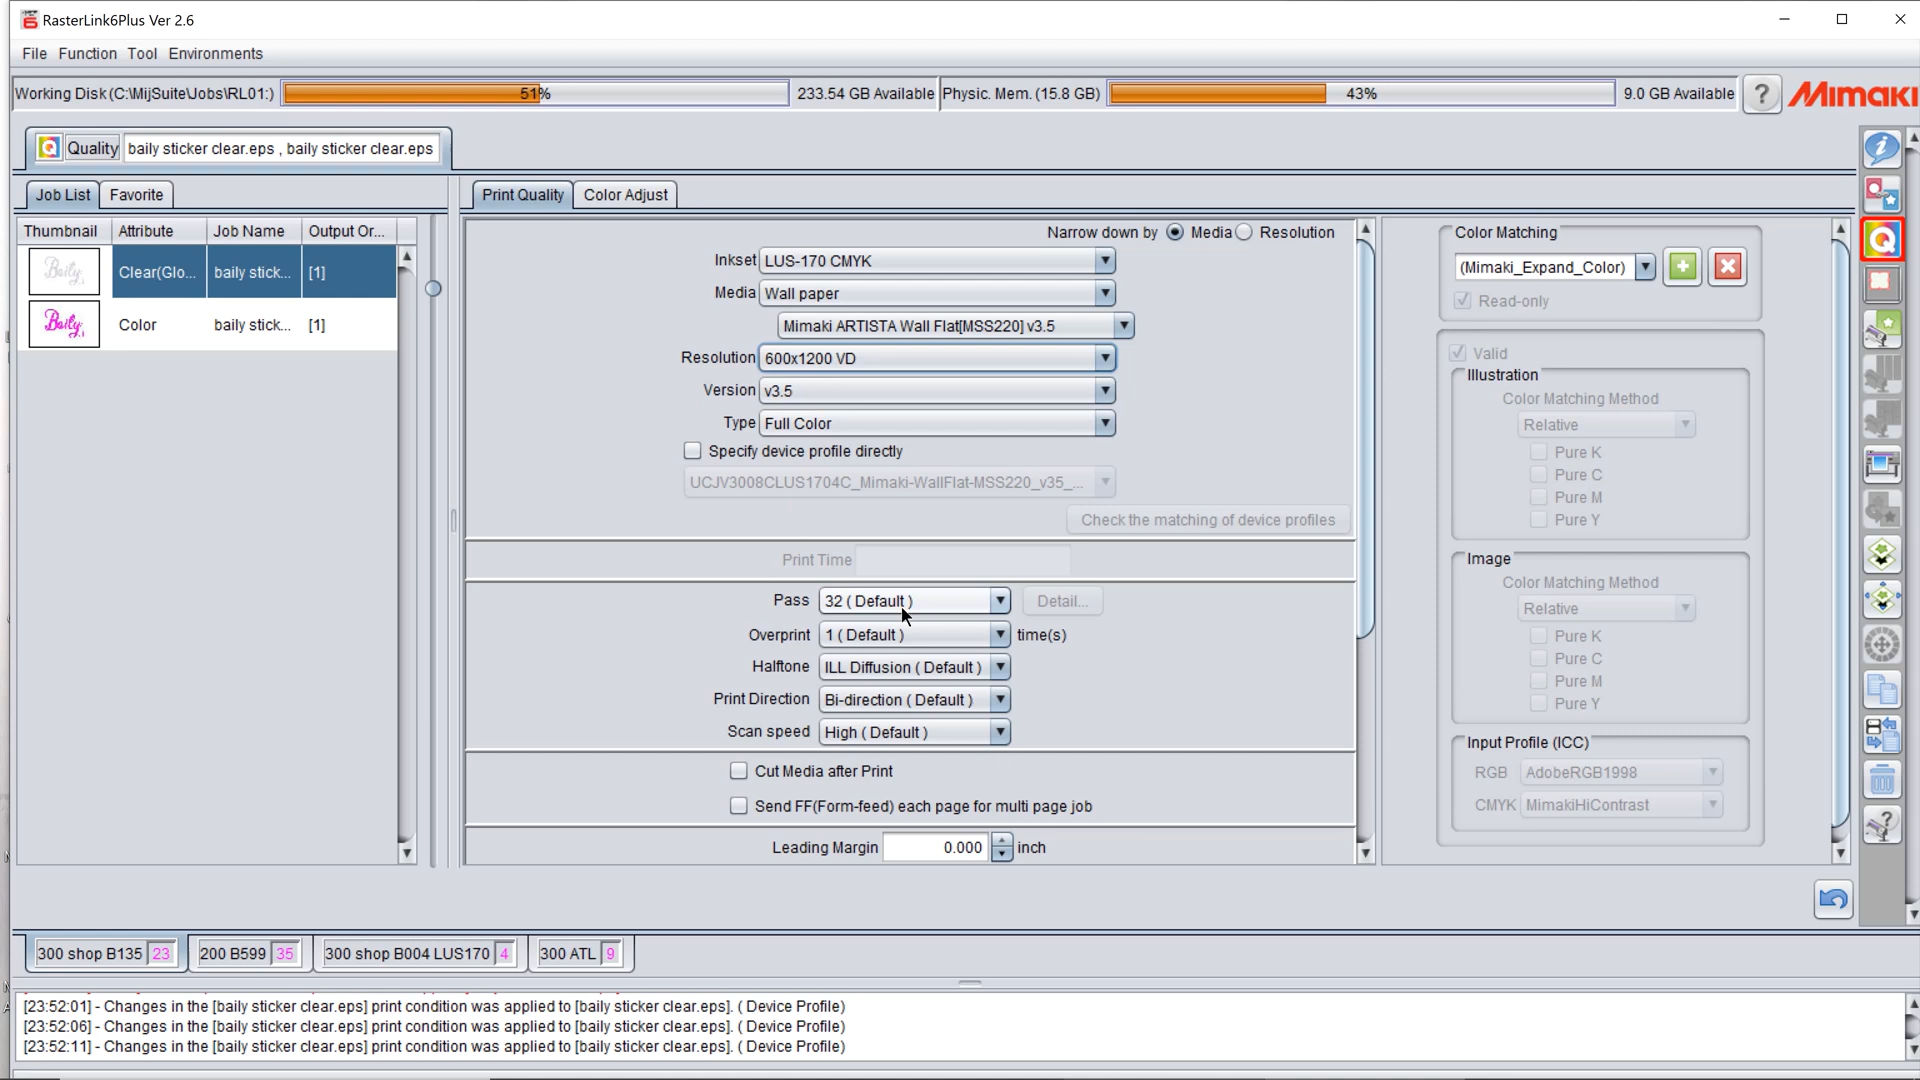 RasterLink6Plus Ver 2.6
File Function Tool Environments
Working Disk(C:\MijSuite\Jobs\RL01:) 51% 233.54 GB Available Physic. Mem. (15.8 GB) 43% 9.0 GB Available ? Mimaki
Quality baily sticker clear.eps , baily sticker clear.eps
Job List Favorite
Thumbnail Attribute Job Name Output Or...
Baily Clear(Glo... baily stick... [1]
Baily Color baily stick... [1]
Print Quality Color Adjust
Narrow down by Media Resolution
Inkset LUS-170 CMYK
Media Wall paper
Mimaki ARTISTA Wall Flat[MSS220] v3.5
Resolution 600x1200 VD
Version v3.5
Type Full Color
Specify device profile directly
UCJV3008CLUS1704C_Mimaki-WallFlat-MSS220_v35_...
Check the matching of device profiles
Print Time
Pass 32 ( Default ) Detail...
Overprint 1 ( Default ) time(s)
Halftone ILL Diffusion ( Default )
Print Direction Bi-direction ( Default )
Scan speed High ( Default )
Cut Media after Print
Send FF(Form-feed) each page for multi page job
Leading Margin 0.000 inch
Color Matching
(Mimaki_Expand_Color)
Read-only
Valid
Illustration
Color Matching Method
Relative
Pure K
Pure C
Pure M
Pure Y
Image
Color Matching Method
Relative
Pure K
Pure C
Pure M
Pure Y
Input Profile (ICC)
RGB AdobeRGB1998
CMYK MimakiHiContrast
300 shop B135 23 200 B599 35 300 shop B004 LUS170 4 300 ATL 9
[23:52:01] - Changes in the [baily sticker clear.eps] print condition was applied to [baily sticker clear.eps]. ( Device Profile)
[23:52:06] - Changes in the [baily sticker clear.eps] print condition was applied to [baily sticker clear.eps]. ( Device Profile)
[23:52:11] - Changes in the [baily sticker clear.eps] print condition was applied to [baily sticker clear.eps]. ( Device Profile)